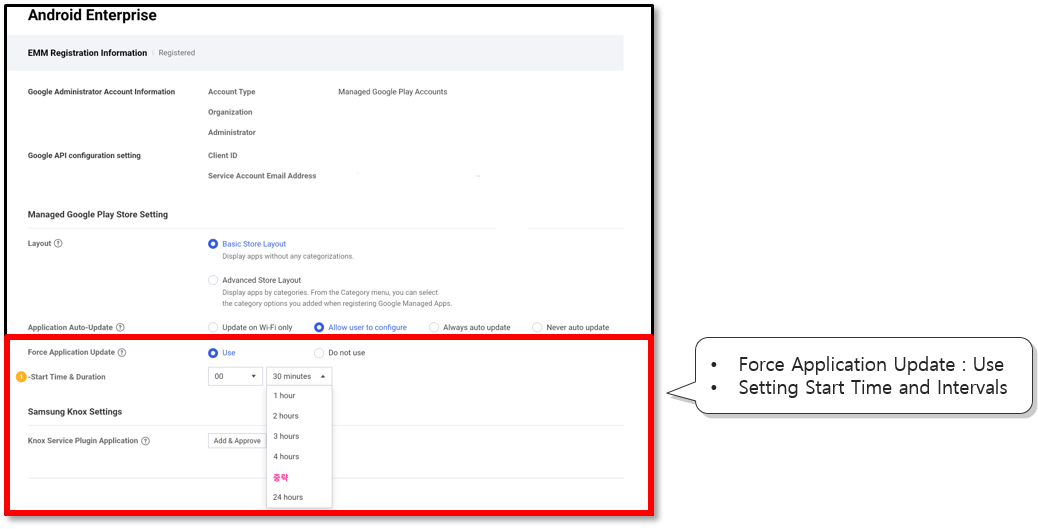 Android Enterprise
EMM Registration Information Registered
Google Administrator Account Information Account Type Managed Google Play Accounts
Organization
Administrator
Google API configuration setting Client ID
Service Account Email Address
Managed Google Play Store Setting
Layout ? Basic Store Layout
Display apps without any categorizations.
Advanced Store Layout
Display apps by categories. From the Category menu, you can select
the category options you added when registering Google Managed Apps.
Application Auto-Update ? Update on Wi-Fi only Allow user to configure Always auto update Never auto update
Force Application Update ? Use Do not use
1 -Start Time & Duration 00 30 minutes
1 hour
Samsung Knox Settings 2 hours
3 hours
Knox Service Plugin Application ? Add & Approve
4 hours
중략
24 hours
• Force Application Update : Use
• Setting Start Time and Intervals